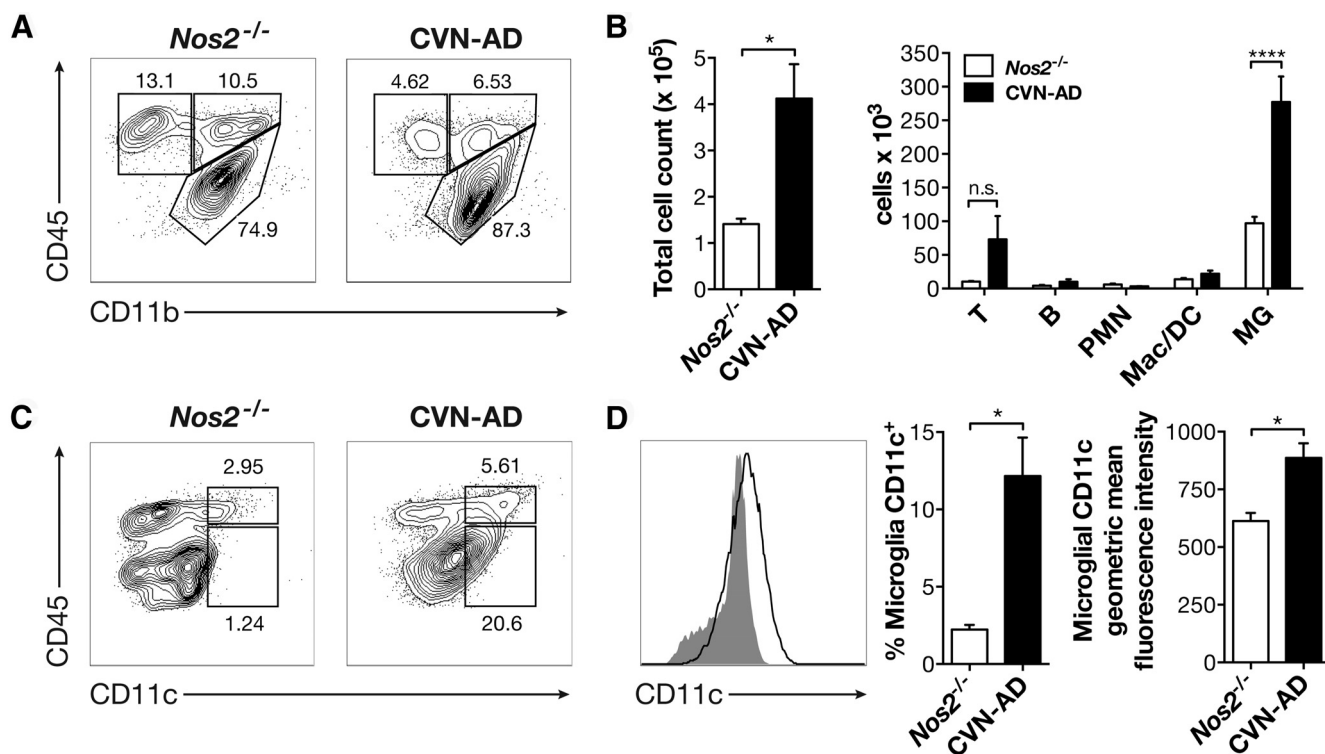 A
Nos2-/-
CVN-AD
13.1
10.5
74.9
4.62
6.53
87.3
CD45
CD11b
B
Total cell count (x 10⁵)
5
4
3
2
1
0
*
Nos2-/-
CVN-AD
cells x 10³
350
300
250
200
150
100
50
0
Nos2-/-
CVN-AD
n.s.
****
T
B
PMN
Mac/DC
MG
C
Nos2-/-
CVN-AD
2.95
1.24
5.61
20.6
CD45
CD11c
D
CD11c
% Microglia CD11c⁺
15
10
5
0
*
Nos2-/-
CVN-AD
Microglial CD11c
geometric mean
fluorescence intensity
1000
750
500
250
0
*
Nos2-/-
CVN-AD